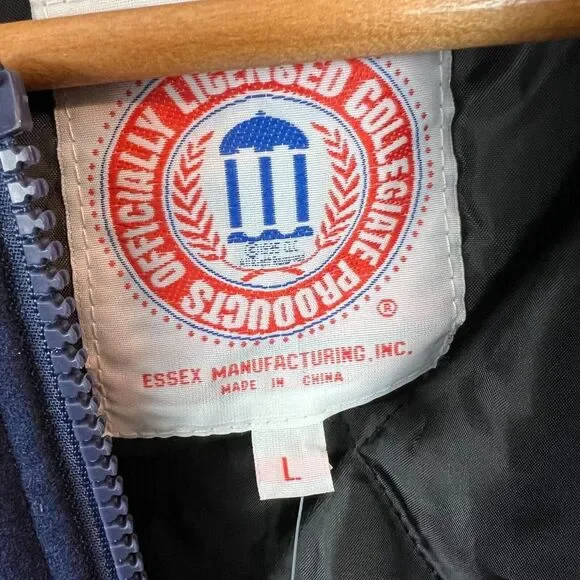 OFFICIALLY LICENSED COLLEGIATE PRODUCTS
®
ESSEX MANUFACTURING, INC.
MADE IN CHINA
L